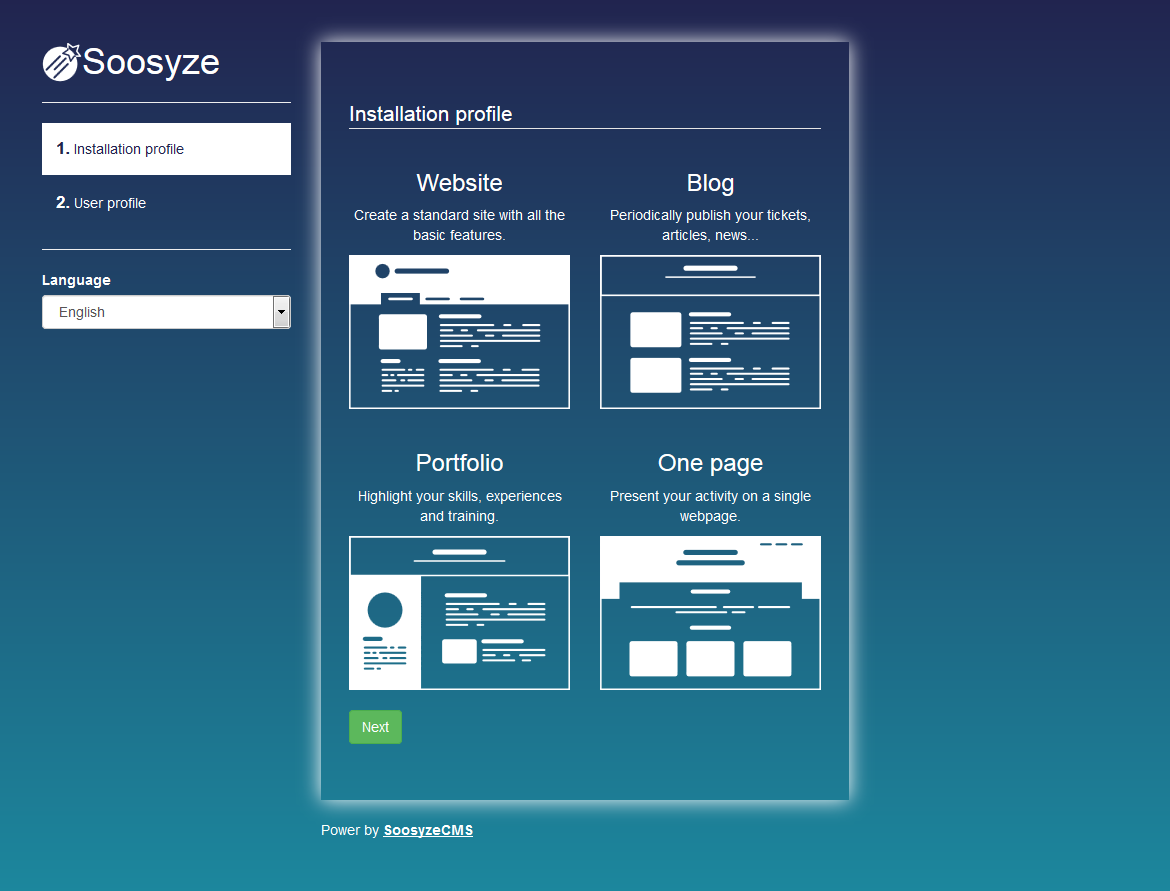 Soosyze
1. Installation profile
2. User profile
Language
English
Installation profile
Website
Create a standard site with all the
basic features.
Blog
Periodically publish your tickets,
articles, news...
Portfolio
Highlight your skills, experiences
and training.
One page
Present your activity on a single
webpage.
Next
Power by SoosyzeCMS